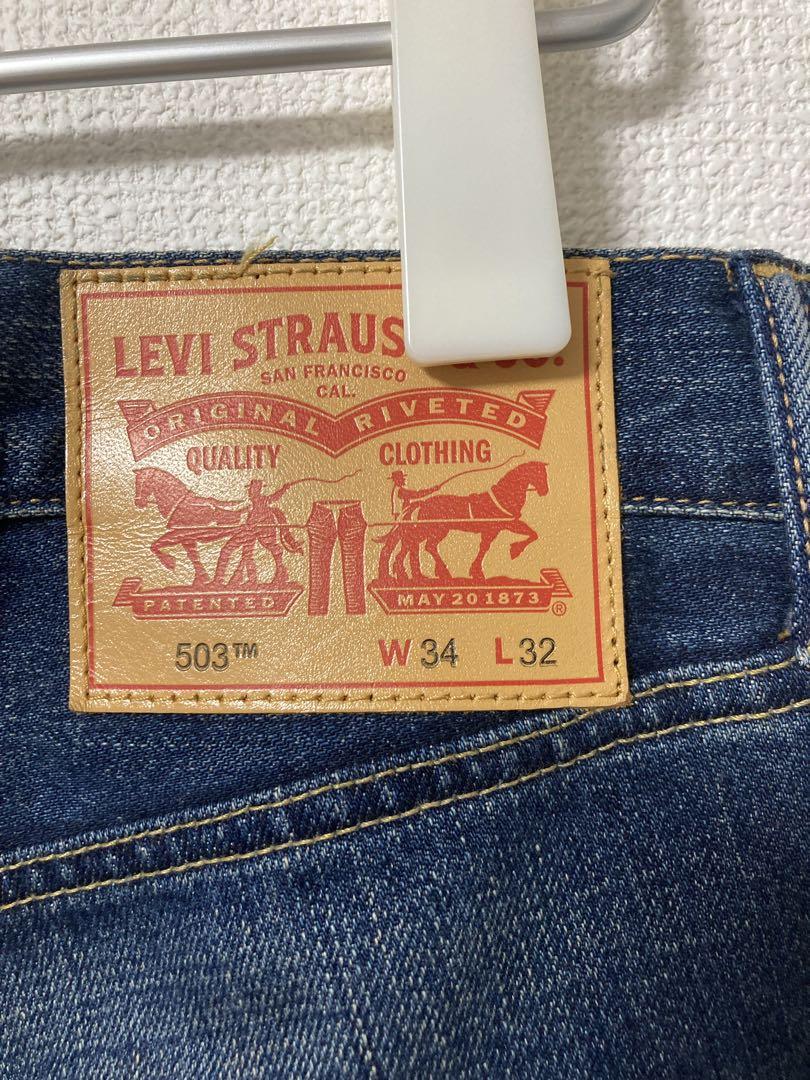 LEVI STRAUS
SAN FRANCISCO
CAL.
ORIGINAL RIVETED
QUALITY CLOTHING
PATENTED MAY 20 1873 ®
503™ W 34 L 32